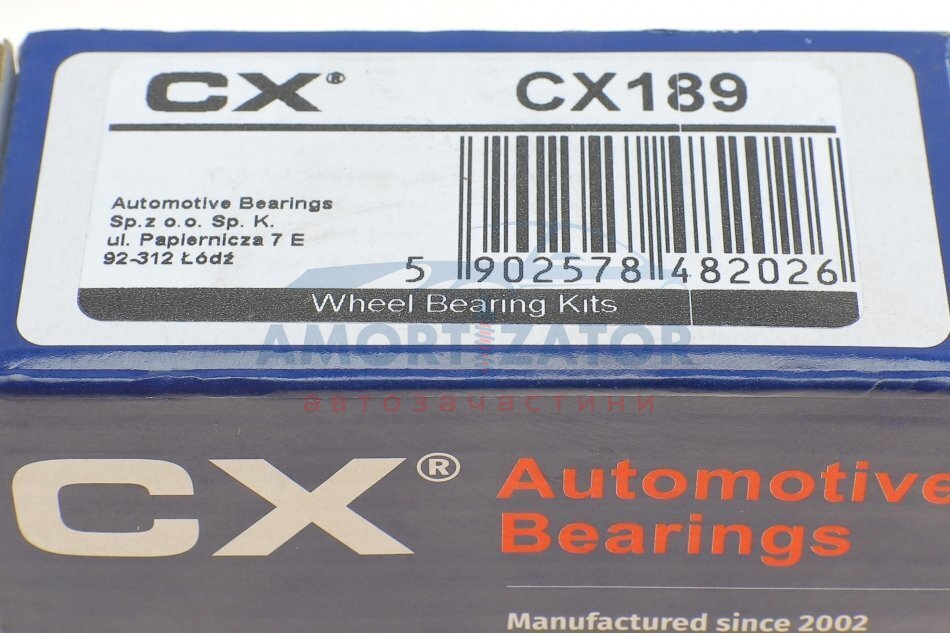 CX® CX189
Automotive Bearings
Sp.z o.o. Sp. K.
ul. Papiernicza 7 E
92-312 Łódź
5 902578 482026
Wheel Bearing Kits
AMORTIZATOR
автозачастини
CX®
Automotive
Bearings
Manufactured since 2002